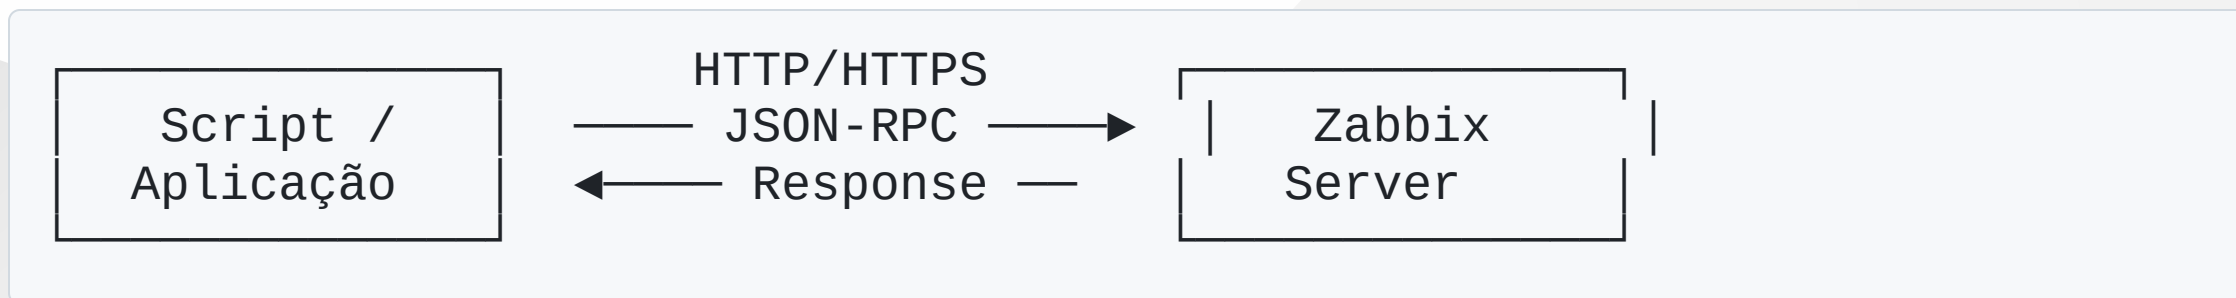 HTTP/HTTPS
Script / JSON-RPC Zabbix
Aplicação Response Server